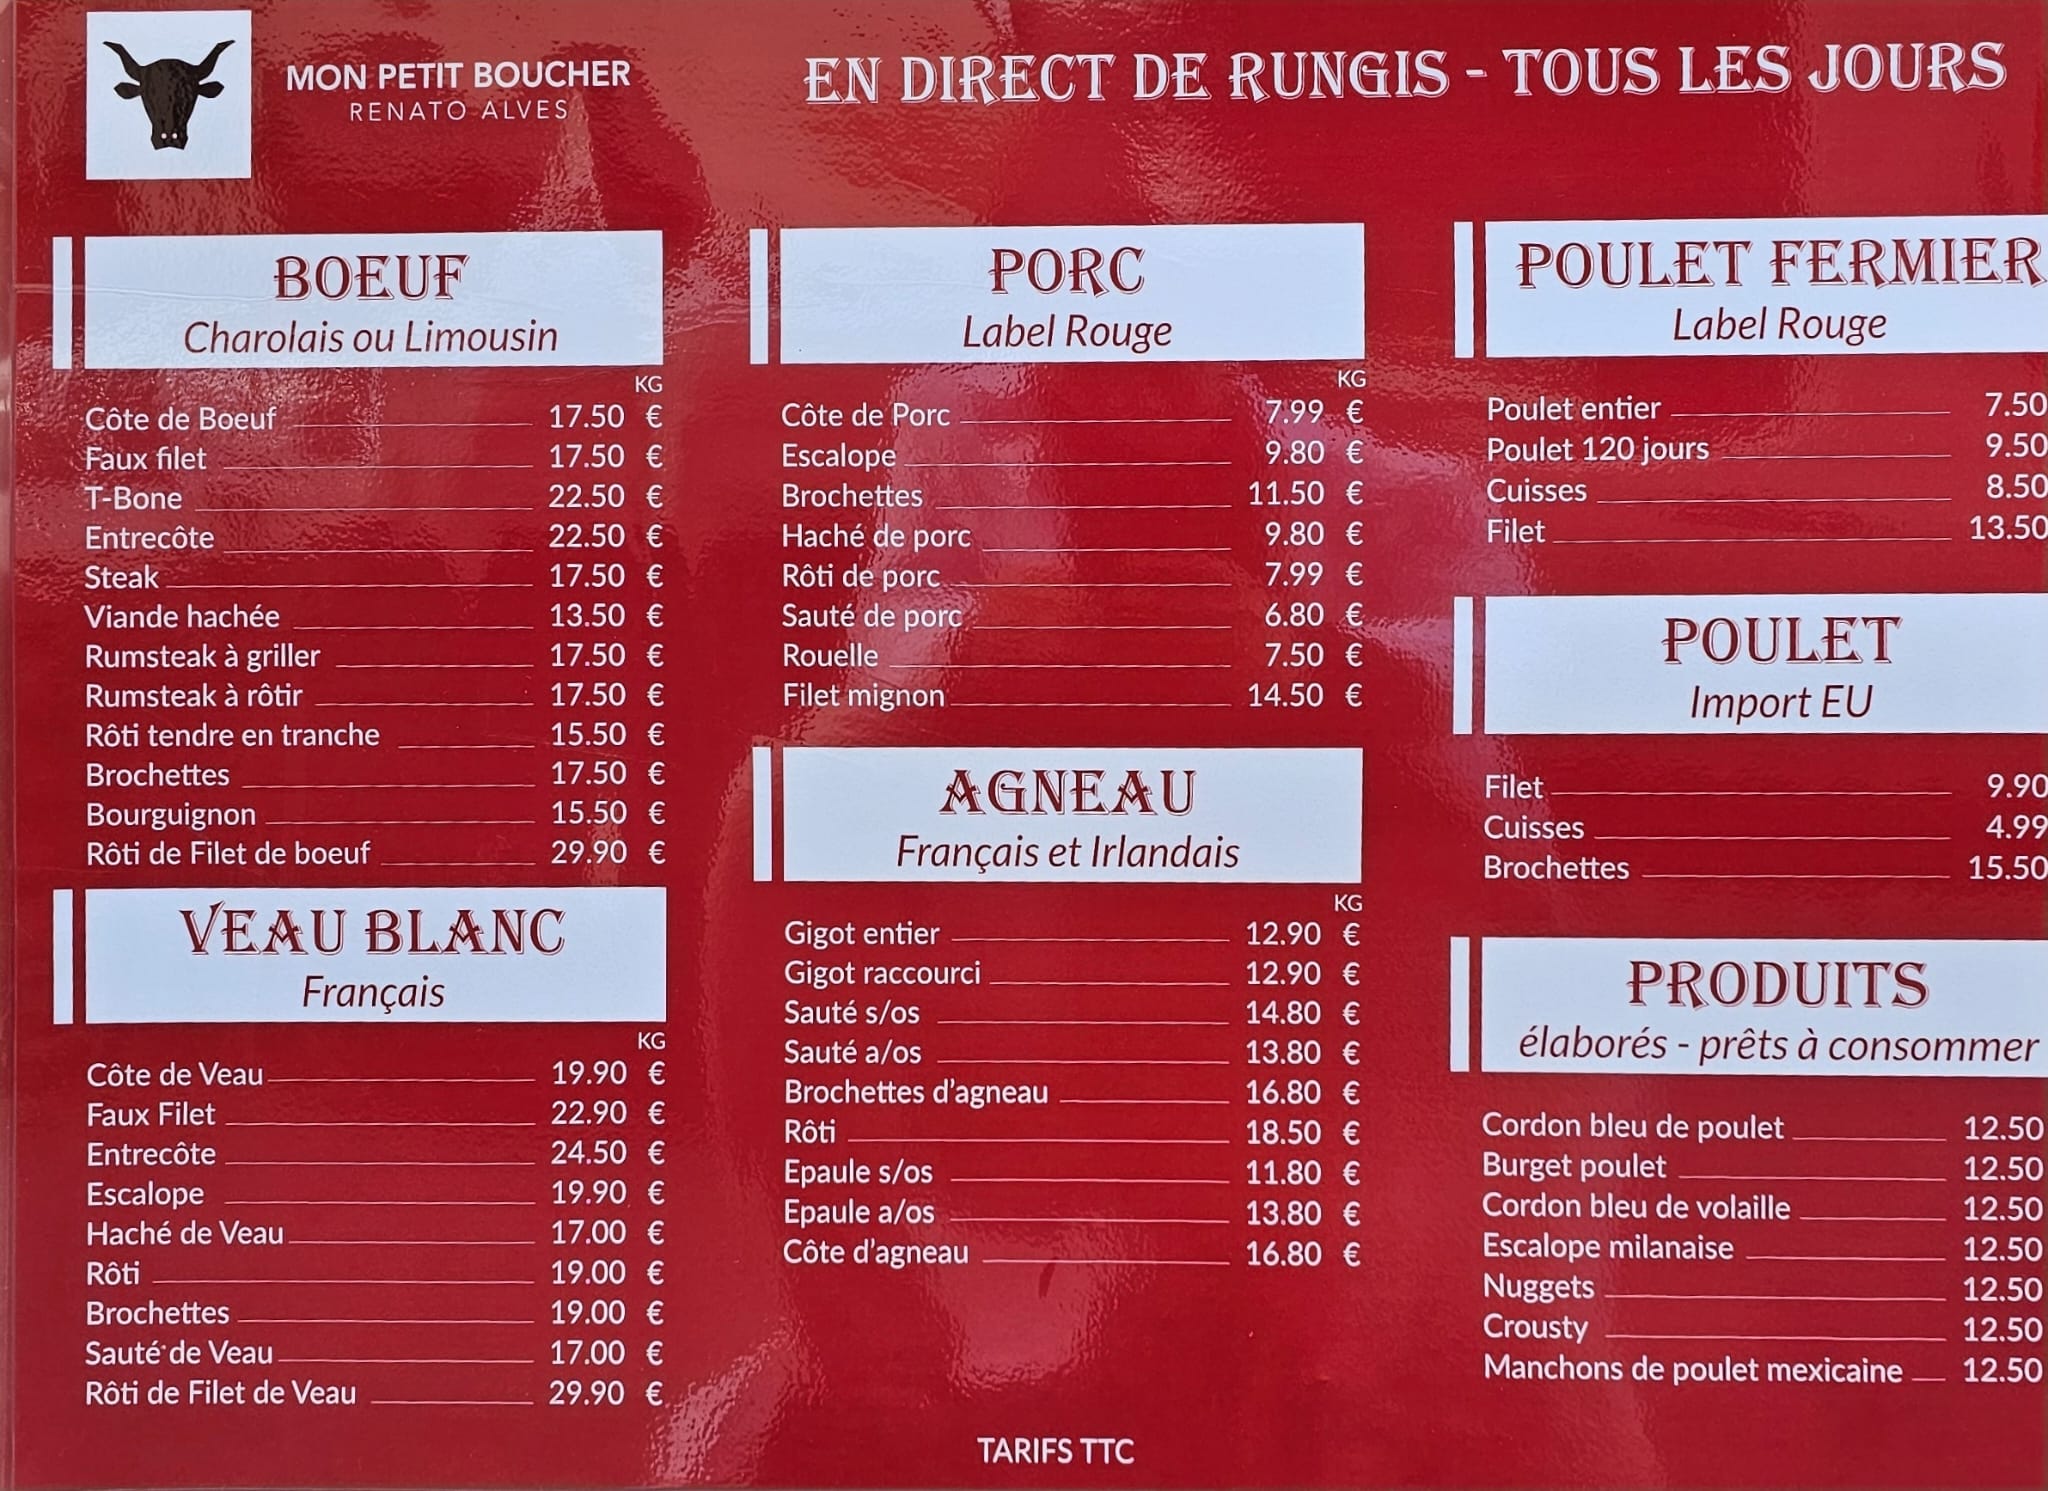 MON PETIT BOUCHER
RENATO ALVES
EN DIRECT DE RUNGIS - TOUS LES JOURS
BOEUF
Charolais ou Limousin
KG
Côte de Boeuf 17.50 €
Faux filet 17.50 €
T-Bone 22.50 €
Entrecôte 22.50 €
Steak 17.50 €
Viande hachée 13.50 €
Rumsteak à griller 17.50 €
Rumsteak à rôtir 17.50 €
Rôti tendre en tranche 15.50 €
Brochettes 17.50 €
Bourguignon 15.50 €
Rôti de Filet de boeuf 29.90 €
VEAU BLANC
Français
KG
Côte de Veau 19.90 €
Faux Filet 22.90 €
Entrecôte 24.50 €
Escalope 19.90 €
Haché de Veau 17.00 €
Rôti 19.00 €
Brochettes 19.00 €
Sauté de Veau 17.00 €
Rôti de Filet de Veau 29.90 €
PORC
Label Rouge
KG
Côte de Porc 7.99 €
Escalope 9.80 €
Brochettes 11.50 €
Haché de porc 9.80 €
Rôti de porc 7.99 €
Sauté de porc 6.80 €
Rouelle 7.50 €
Filet mignon 14.50 €
AGNEAU
Français et Irlandais
KG
Gigot entier 12.90 €
Gigot raccourci 12.90 €
Sauté s/os 14.80 €
Sauté a/os 13.80 €
Brochettes d'agneau 16.80 €
Rôti 18.50 €
Epaule s/os 11.80 €
Epaule a/os 13.80 €
Côte d'agneau 16.80 €
POULET FERMIER
Label Rouge
Poulet entier 7.50
Poulet 120 jours 9.50
Cuisses 8.50
Filet 13.50
POULET
Import EU
Filet 9.90
Cuisses 4.99
Brochettes 15.50
PRODUITS
élaborés - prêts à consommer
Cordon bleu de poulet 12.50
Burget poulet 12.50
Cordon bleu de volaille 12.50
Escalope milanaise 12.50
Nuggets 12.50
Crousty 12.50
Manchons de poulet mexicaine 12.50
TARIFS TTC